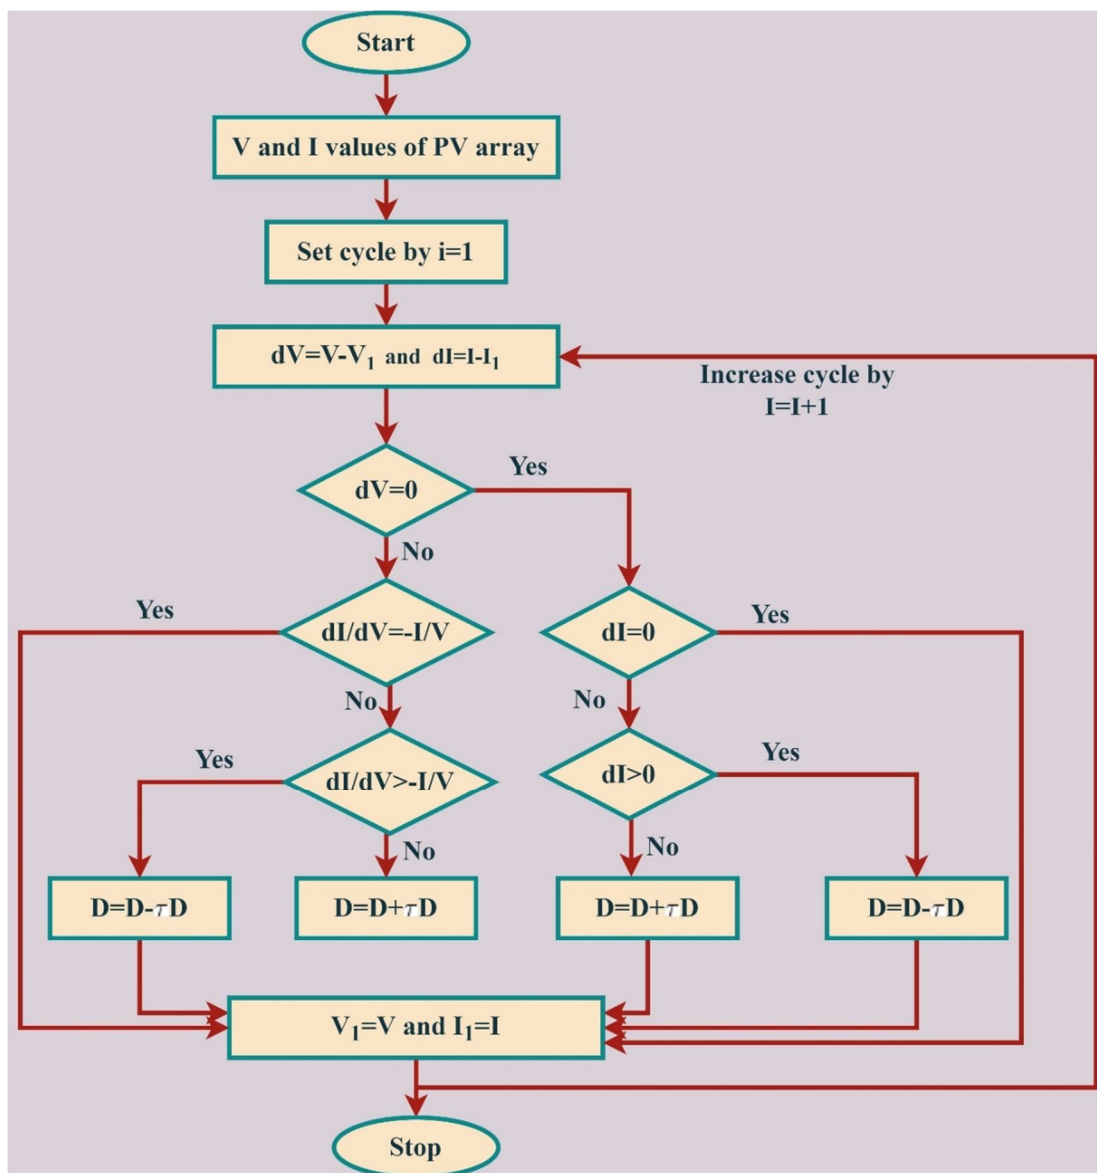 Start
V and I values of PV array
Set cycle by i=1
dV=V-V₁ and dI=I-I₁
Increase cycle by
I=I+1
dV=0
Yes
No
Yes
dI/dV=-I/V
dI=0
Yes
No
No
Yes
dI/dV>-I/V
dI>0
Yes
No
No
D=D-τD
D=D+τD
D=D+τD
D=D-τD
V₁=V and I₁=I
Stop